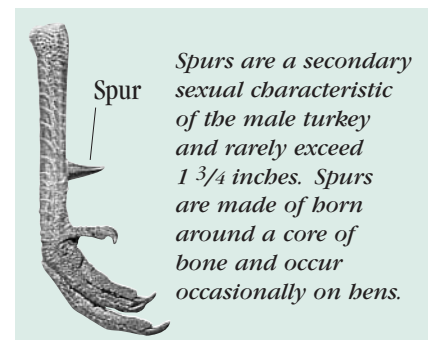 Spur
Spurs are a secondary
sexual characteristic
of the male turkey
and rarely exceed
1 3/4 inches.  Spurs
are made of horn
around a core of
bone and occur
occasionally on hens.